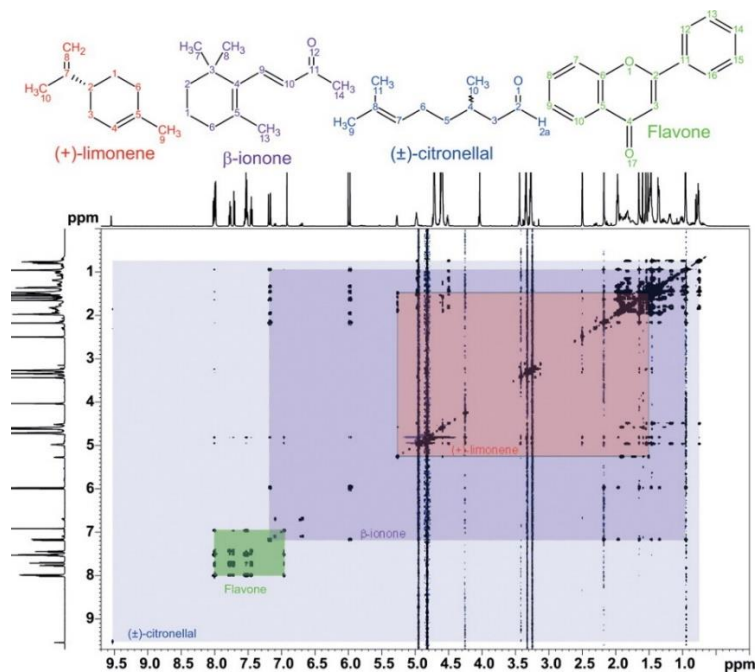 CH₂
8
7
H₃C
10
2
1
6
3
4
5
CH₃
9
(+)-limonene
H₃C
7
CH₃
8
3
2
4
9
10
11
O
12
CH₃
14
1
5
6
CH₃
13
β-ionone
CH₃
11
8
H₃C
9
7
6
5
CH₃
10
4
3
O
1
2
H
2a
(±)-citronellal
13
12
14
7
O
1
11
15
8
6
2
16
9
5
3
10
4
O
17
Flavone
ppm
1
2
3
4
5
6
7
8
9
(+)-limonene
β-ionone
Flavone
(±)-citronellal
9.5 9.0 8.5 8.0 7.5 7.0 6.5 6.0 5.5 5.0 4.5 4.0 3.5 3.0 2.5 2.0 1.5 1.0 ppm
ppm